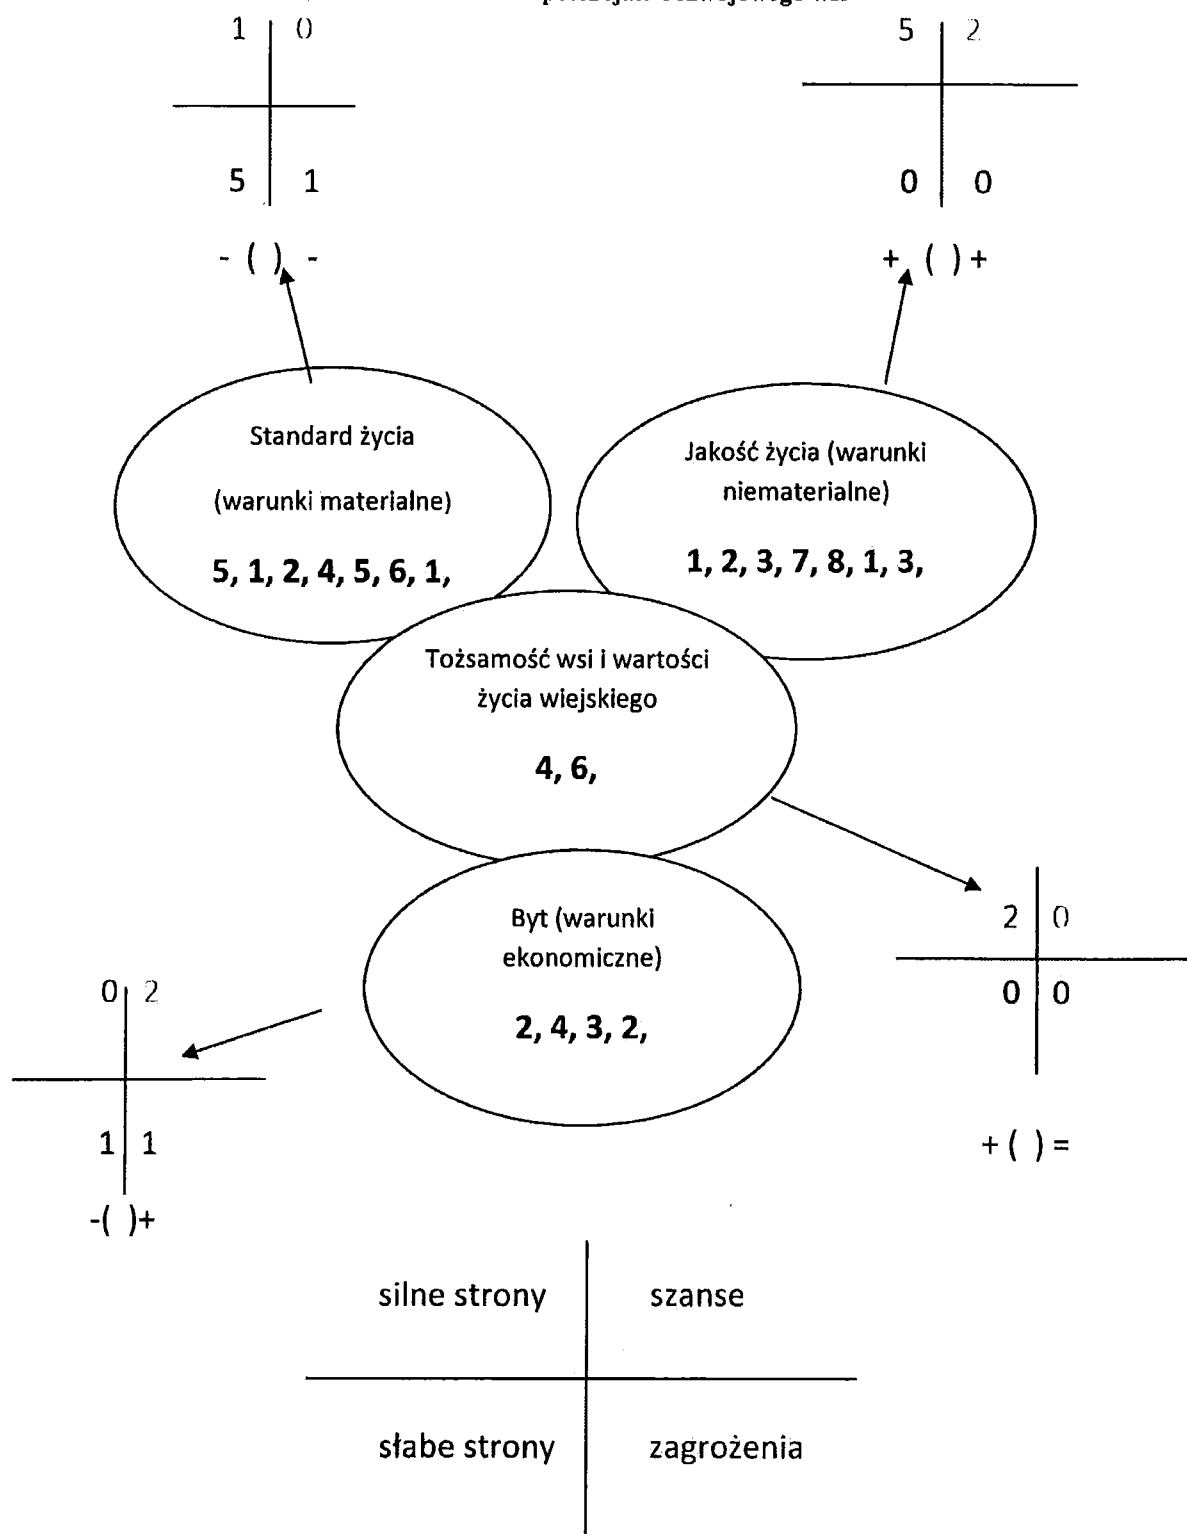 1 0
5 1
- ( ) -
5 2
0 0
+ ( ) +
Standard życia
(warunki materialne)
5, 1, 2, 4, 5, 6, 1,
Jakość życia (warunki
niematerialne)
1, 2, 3, 7, 8, 1, 3,
Tożsamość wsi i wartości
życia wiejskiego
4, 6,
2 0
0 0
+ ( ) =
Byt (warunki
ekonomiczne)
2, 4, 3, 2,
0 2
1 1
-( )+
silne strony szanse
słabe strony zagrożenia